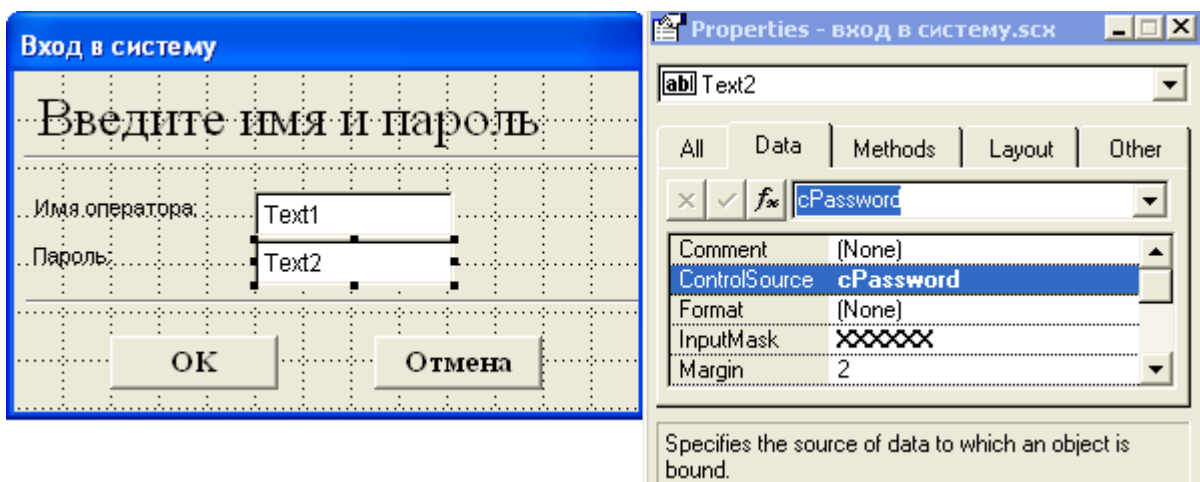 Вход в систему
Введите имя и пароль
Имя оператора:
Text1
Пароль:
Text2
OK
Отмена
Properties - вход в систему.scx
abl Text2
All Data Methods Layout Other
fx cPassword
Comment (None)
ControlSource cPassword
Format (None)
InputMask XXXXXX
Margin 2
Specifies the source of data to which an object is
bound.